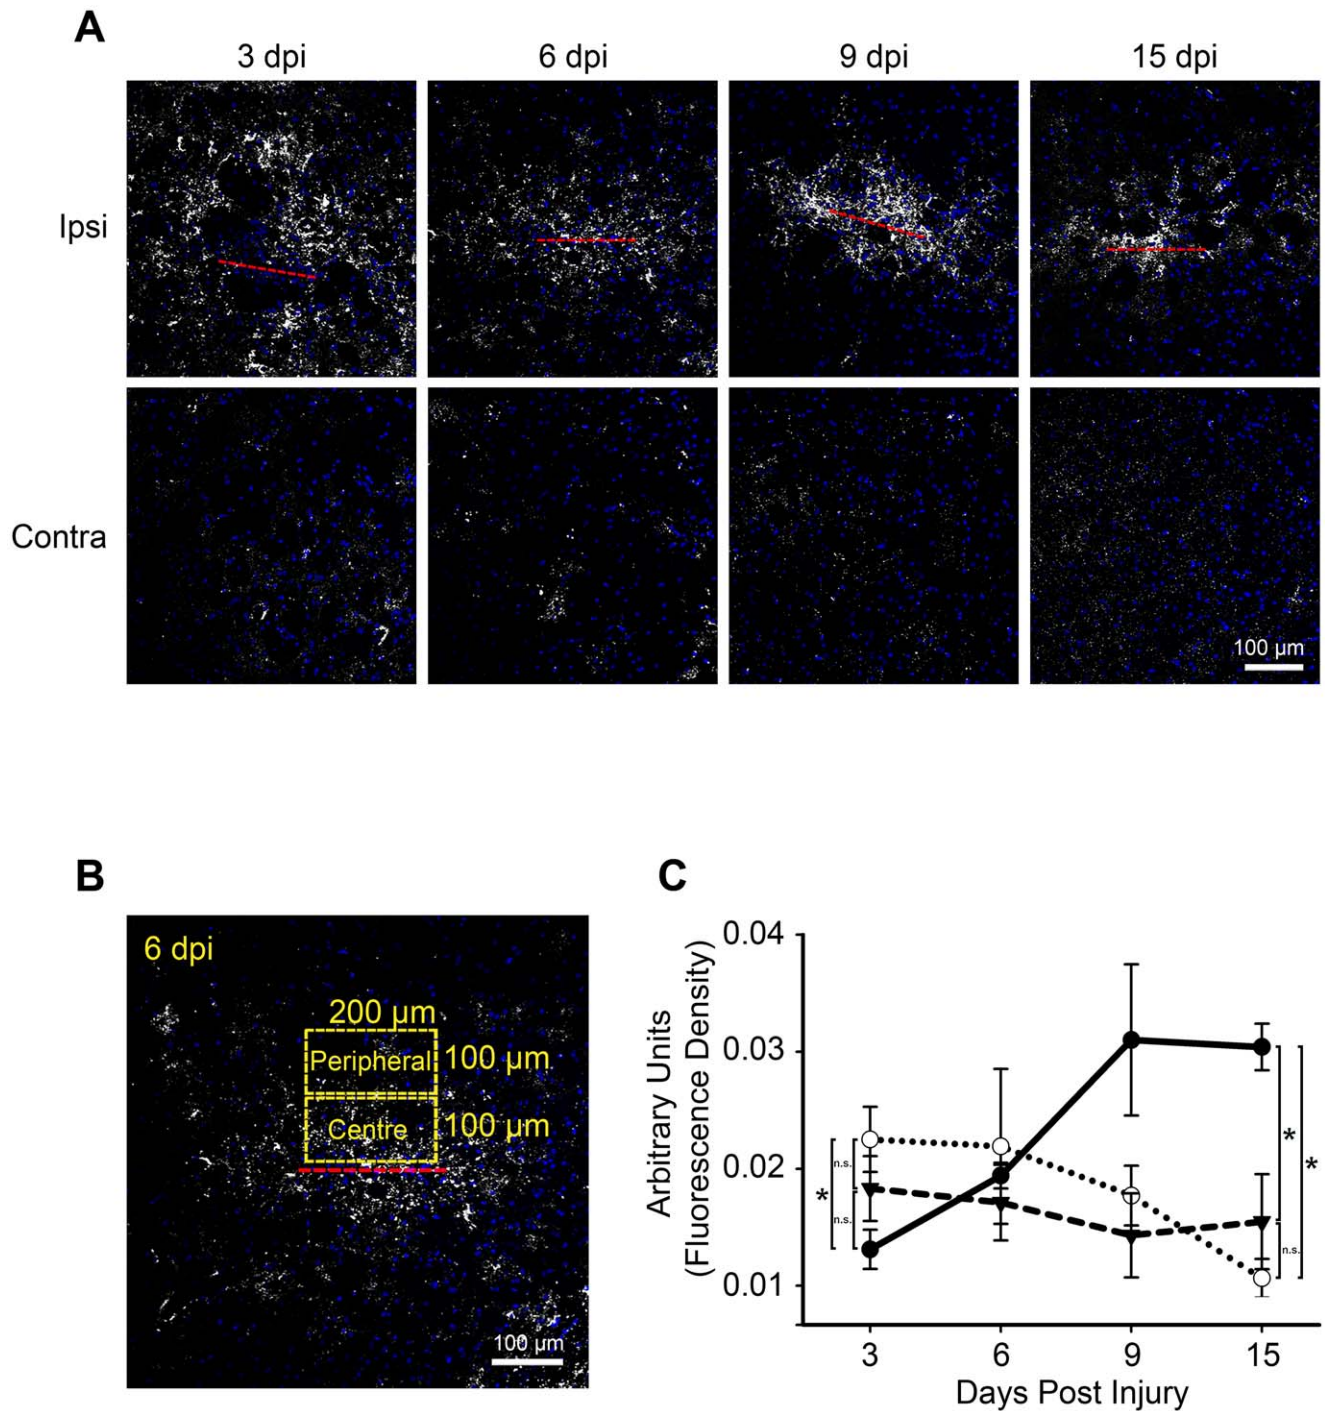 A
3 dpi
6 dpi
9 dpi
15 dpi
Ipsi
Contra
100 µm
B
6 dpi
200 µm
Peripheral
100 µm
Centre
100 µm
100 µm
C
Arbitrary Units
(Fluorescence Density)
0.04
0.03
0.02
0.01
*
n.s.
n.s.
*
*
n.s.
3
6
9
15
Days Post Injury